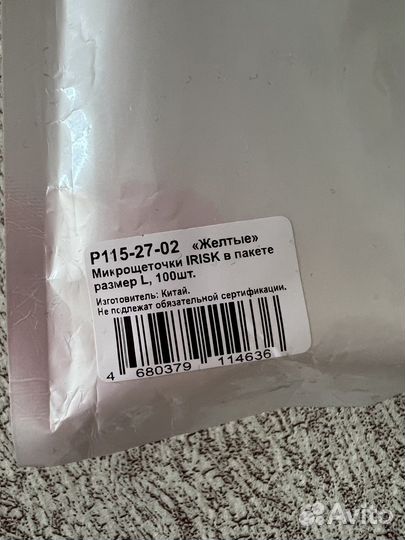 P115-27-02 «Желтые»
Микрощеточки IRISK в пакете
размер L, 100шт.
Изготовитель: Китай.
Не подлежат обязательной сертификации.
4 680379 114636
Avito